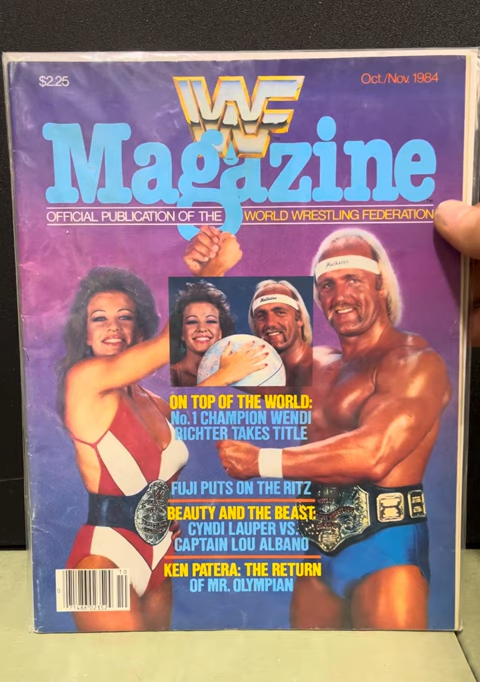 $2.25
Oct./Nov. 1984
WF
Magazine
OFFICIAL PUBLICATION OF THE WORLD WRESTLING FEDERATION
ON TOP OF THE WORLD:
No.1 CHAMPION WENDI
RICHTER TAKES TITLE
FUJI PUTS ON THE RITZ
BEAUTY AND THE BEAST:
CYNDI LAUPER VS.
CAPTAIN LOU ALBANO
KEN PATERA: THE RETURN
OF MR. OLYMPIAN
10